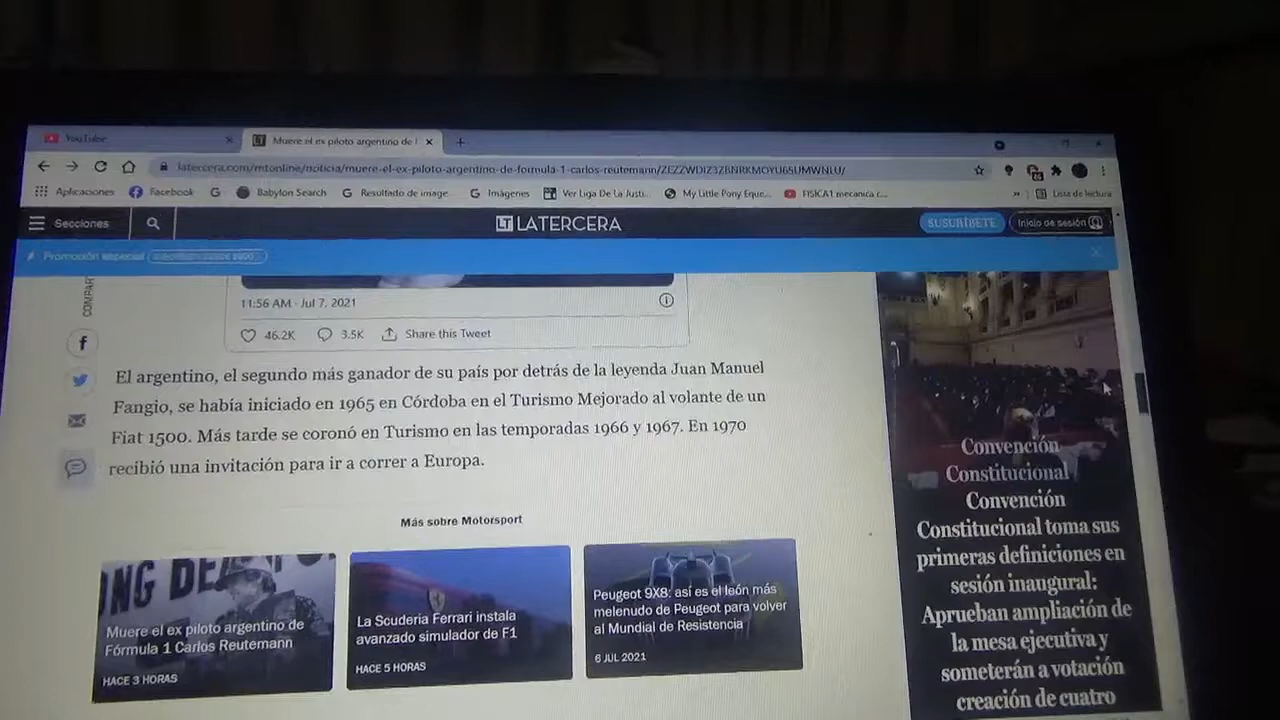 YouTube
Muere el ex piloto argentino de
latercera.com/mtonline/noticia/muere-el-ex-piloto-argentino-de-formula-1-carlos-reutemann/
Aplicaciones
Facebook
Babylon Search
Resultado de image...
Imágenes
Ver Liga De La Justi...
My Little Pony Eque...
FISICA1 mecanica c...
»
Lista de lectura
Secciones
LT LATERCERA
SUSCRÍBETE
Inicio de sesión
Promoción especial
COMPAR
11:56 AM · Jul 7, 2021
46.2K
3.5K
Share this Tweet
El argentino, el segundo más ganador de su país por detrás de la leyenda Juan Manuel
Fangio, se había iniciado en 1965 en Córdoba en el Turismo Mejorado al volante de un
Fiat 1500. Más tarde se coronó en Turismo en las temporadas 1966 y 1967. En 1970
recibió una invitación para ir a correr a Europa.
Más sobre Motorsport
Muere el ex piloto argentino de
Fórmula 1 Carlos Reutemann
HACE 3 HORAS
La Scuderia Ferrari instala
avanzado simulador de F1
HACE 5 HORAS
Peugeot 9X8: así es el león más
melenudo de Peugeot para volver
al Mundial de Resistencia
6 JUL 2021
Convención
Constitucional
Convención
Constitucional toma sus
primeras definiciones en
sesión inaugural:
Aprueban ampliación de
la mesa ejecutiva y
someterán a votación
creación de cuatro